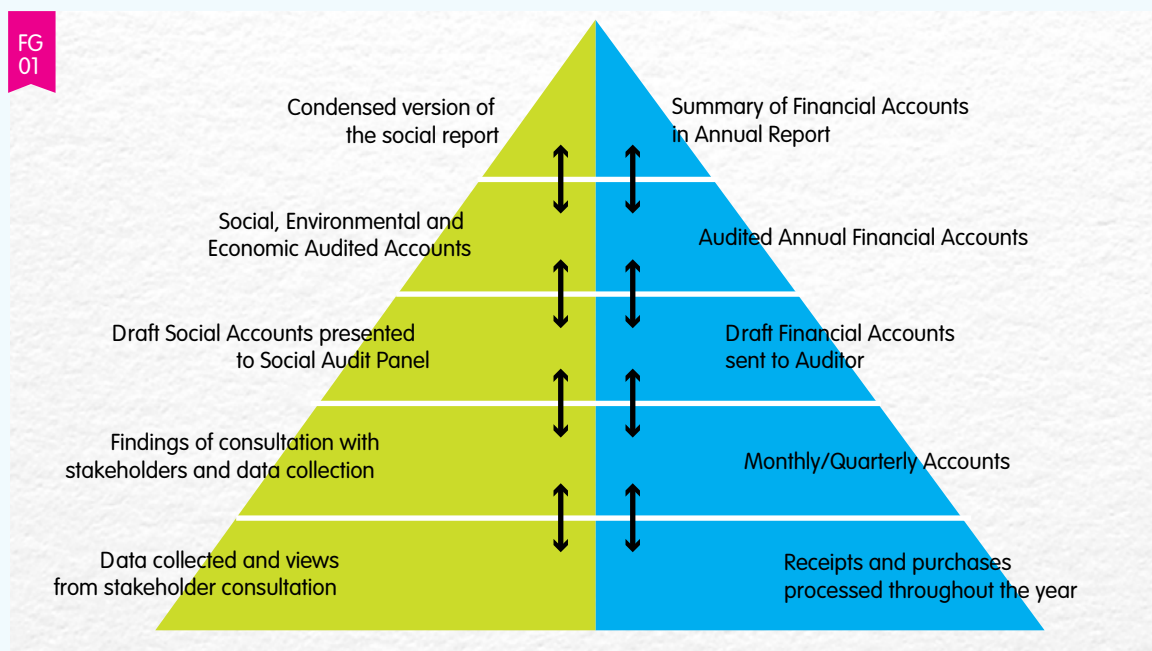 FG
01
Condensed version of
the social report
Summary of Financial Accounts
in Annual Report
Social, Environmental and
Economic Audited Accounts
Audited Annual Financial Accounts
Draft Social Accounts presented
to Social Audit Panel
Draft Financial Accounts
sent to Auditor
Findings of consultation with
stakeholders and data collection
Monthly/Quarterly Accounts
Data collected and views
from stakeholder consultation
Receipts and purchases
processed throughout the year